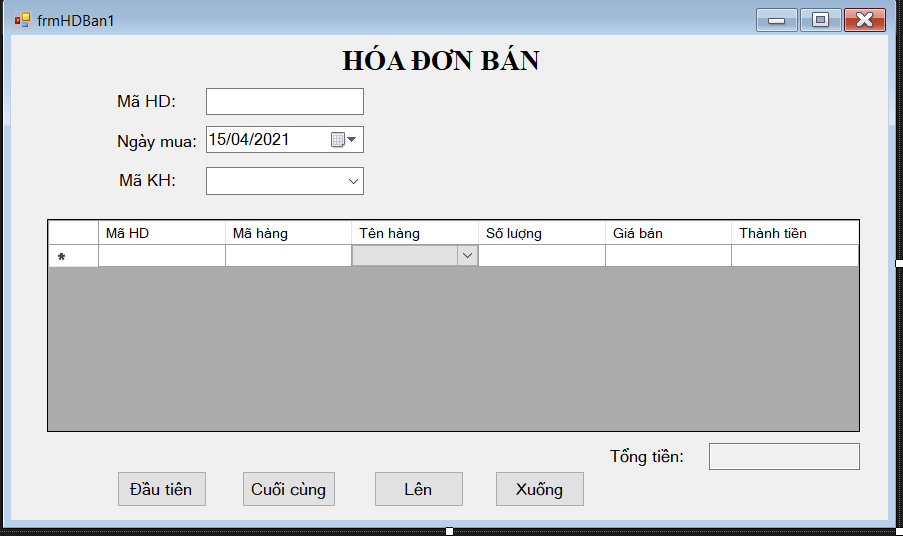 frmHDBan1
HÓA ĐƠN BÁN
Mã HD:
Ngày mua: 15/04/2021
Mã KH:
Mã HD Mã hàng Tên hàng Số lượng Giá bán Thành tiền
*
Tổng tiền:
Đầu tiên Cuối cùng Lên Xuống